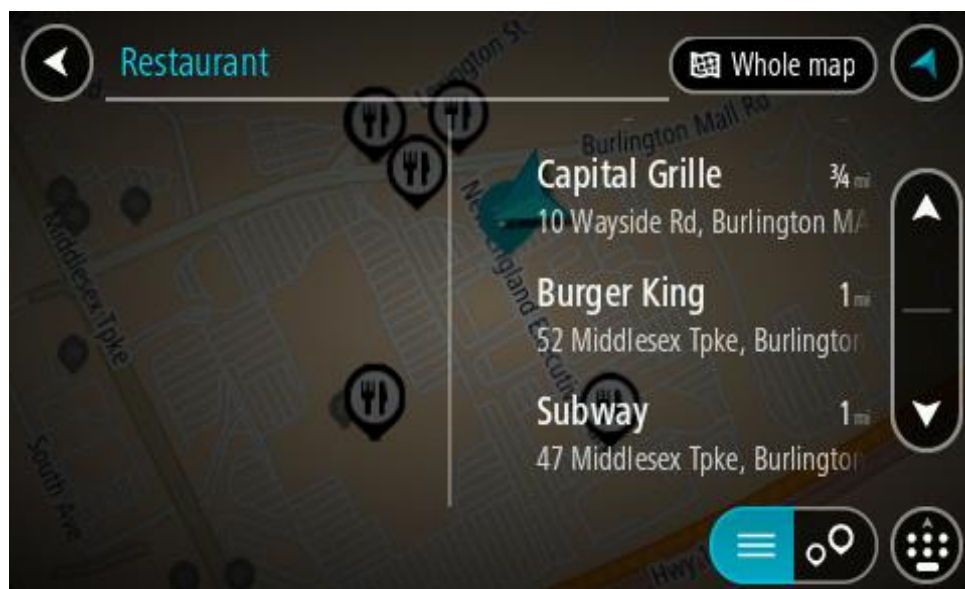 Restaurant
Whole map
Lexington St.
Burlington Mall Rd
Capital Grille ¾ mi
10 Wayside Rd, Burlington MA
Burger King 1 mi
52 Middlesex Tpke, Burlington
Subway 1 mi
47 Middlesex Tpke, Burlington
New England Executive
Middlesex Tpke
South Ave
Hwy